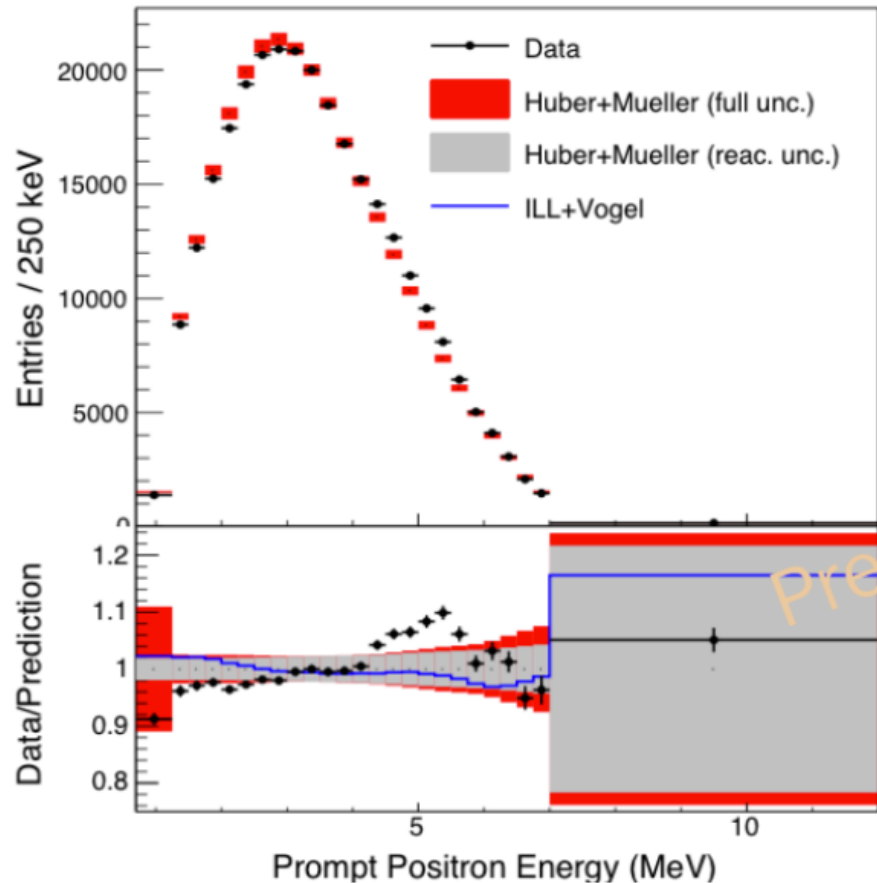 Entries / 250 keV
20000
15000
10000
5000
0
Data
Huber+Mueller (full unc.)
Huber+Mueller (reac. unc.)
ILL+Vogel
Data/Prediction
1.2
1.1
1
0.9
0.8
Pre
5
10
Prompt Positron Energy (MeV)